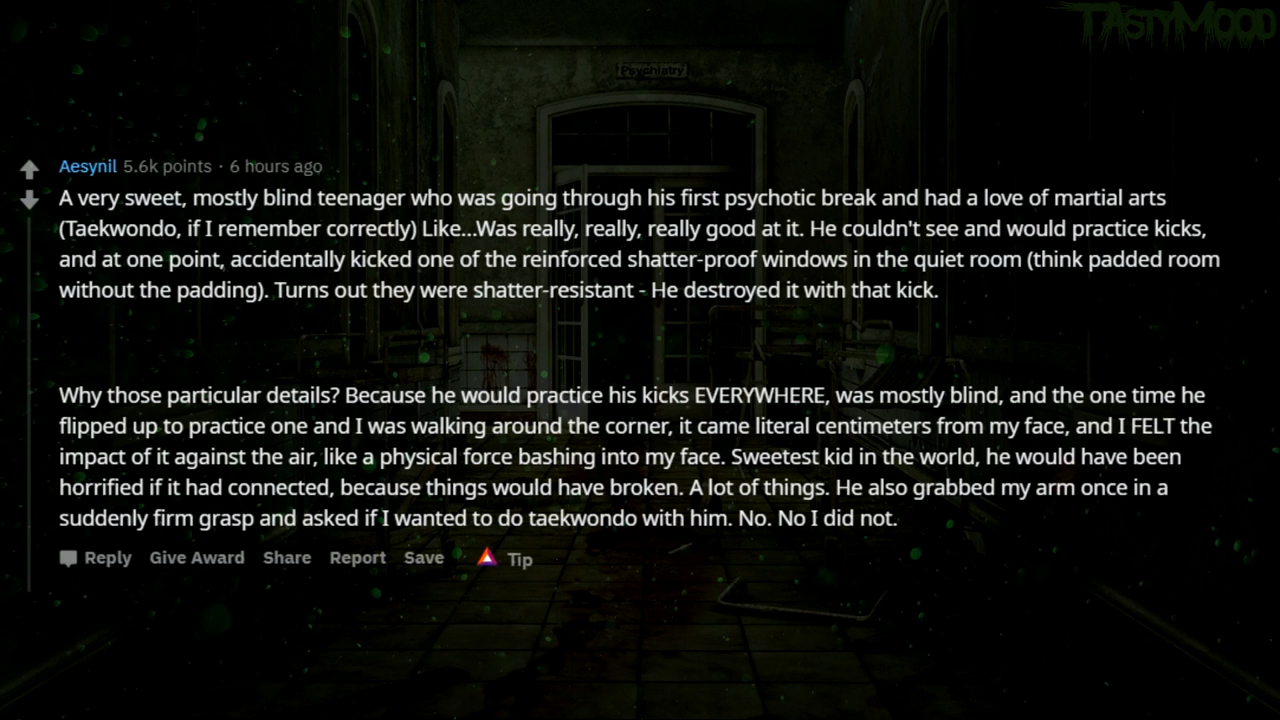 TASTYMOOD
Psychiatry
Aesynil 5.6k points · 6 hours ago
A very sweet, mostly blind teenager who was going through his first psychotic break and had a love of martial arts
(Taekwondo, if I remember correctly) Like...Was really, really, really good at it. He couldn't see and would practice kicks,
and at one point, accidentally kicked one of the reinforced shatter-proof windows in the quiet room (think padded room
without the padding). Turns out they were shatter-resistant - He destroyed it with that kick.
Why those particular details? Because he would practice his kicks EVERYWHERE, was mostly blind, and the one time he
flipped up to practice one and I was walking around the corner, it came literal centimeters from my face, and I FELT the
impact of it against the air, like a physical force bashing into my face. Sweetest kid in the world, he would have been
horrified if it had connected, because things would have broken. A lot of things. He also grabbed my arm once in a
suddenly firm grasp and asked if I wanted to do taekwondo with him. No. No I did not.
Reply Give Award Share Report Save Tip